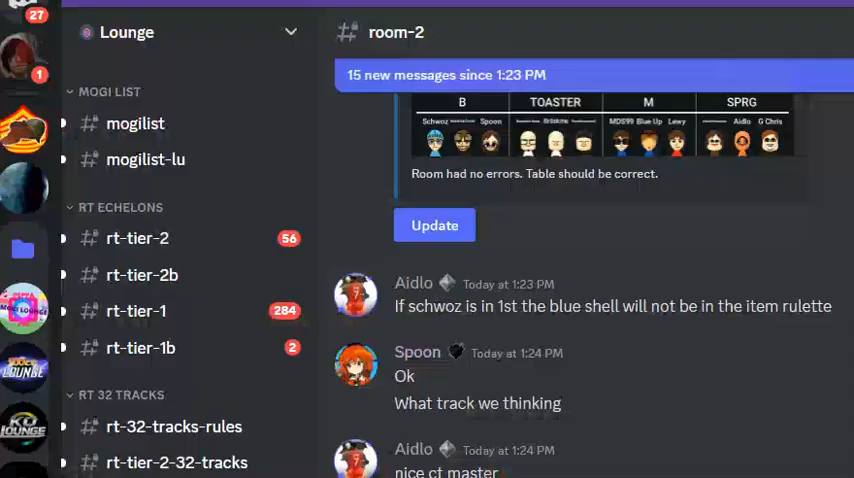 27
1
Lounge
MOGI LIST
mogilist
mogilist-lu
RT ECHELONS
rt-tier-2 56
rt-tier-2b
rt-tier-1 284
rt-tier-1b 2
RT 32 TRACKS
rt-32-tracks-rules
rt-tier-2-32-tracks
LOUNGE
KO
LOUNGE
room-2
15 new messages since 1:23 PM
B TOASTER M SPRG
Schwoz Spoon Brüskmo MDS99 Blue Up Lewy Aidlo G Chris
Room had no errors. Table should be correct.
Update
Aidlo Today at 1:23 PM
If schwoz is in 1st the blue shell will not be in the item rulette
Spoon Today at 1:24 PM
Ok
What track we thinking
Aidlo Today at 1:24 PM
nice ct master